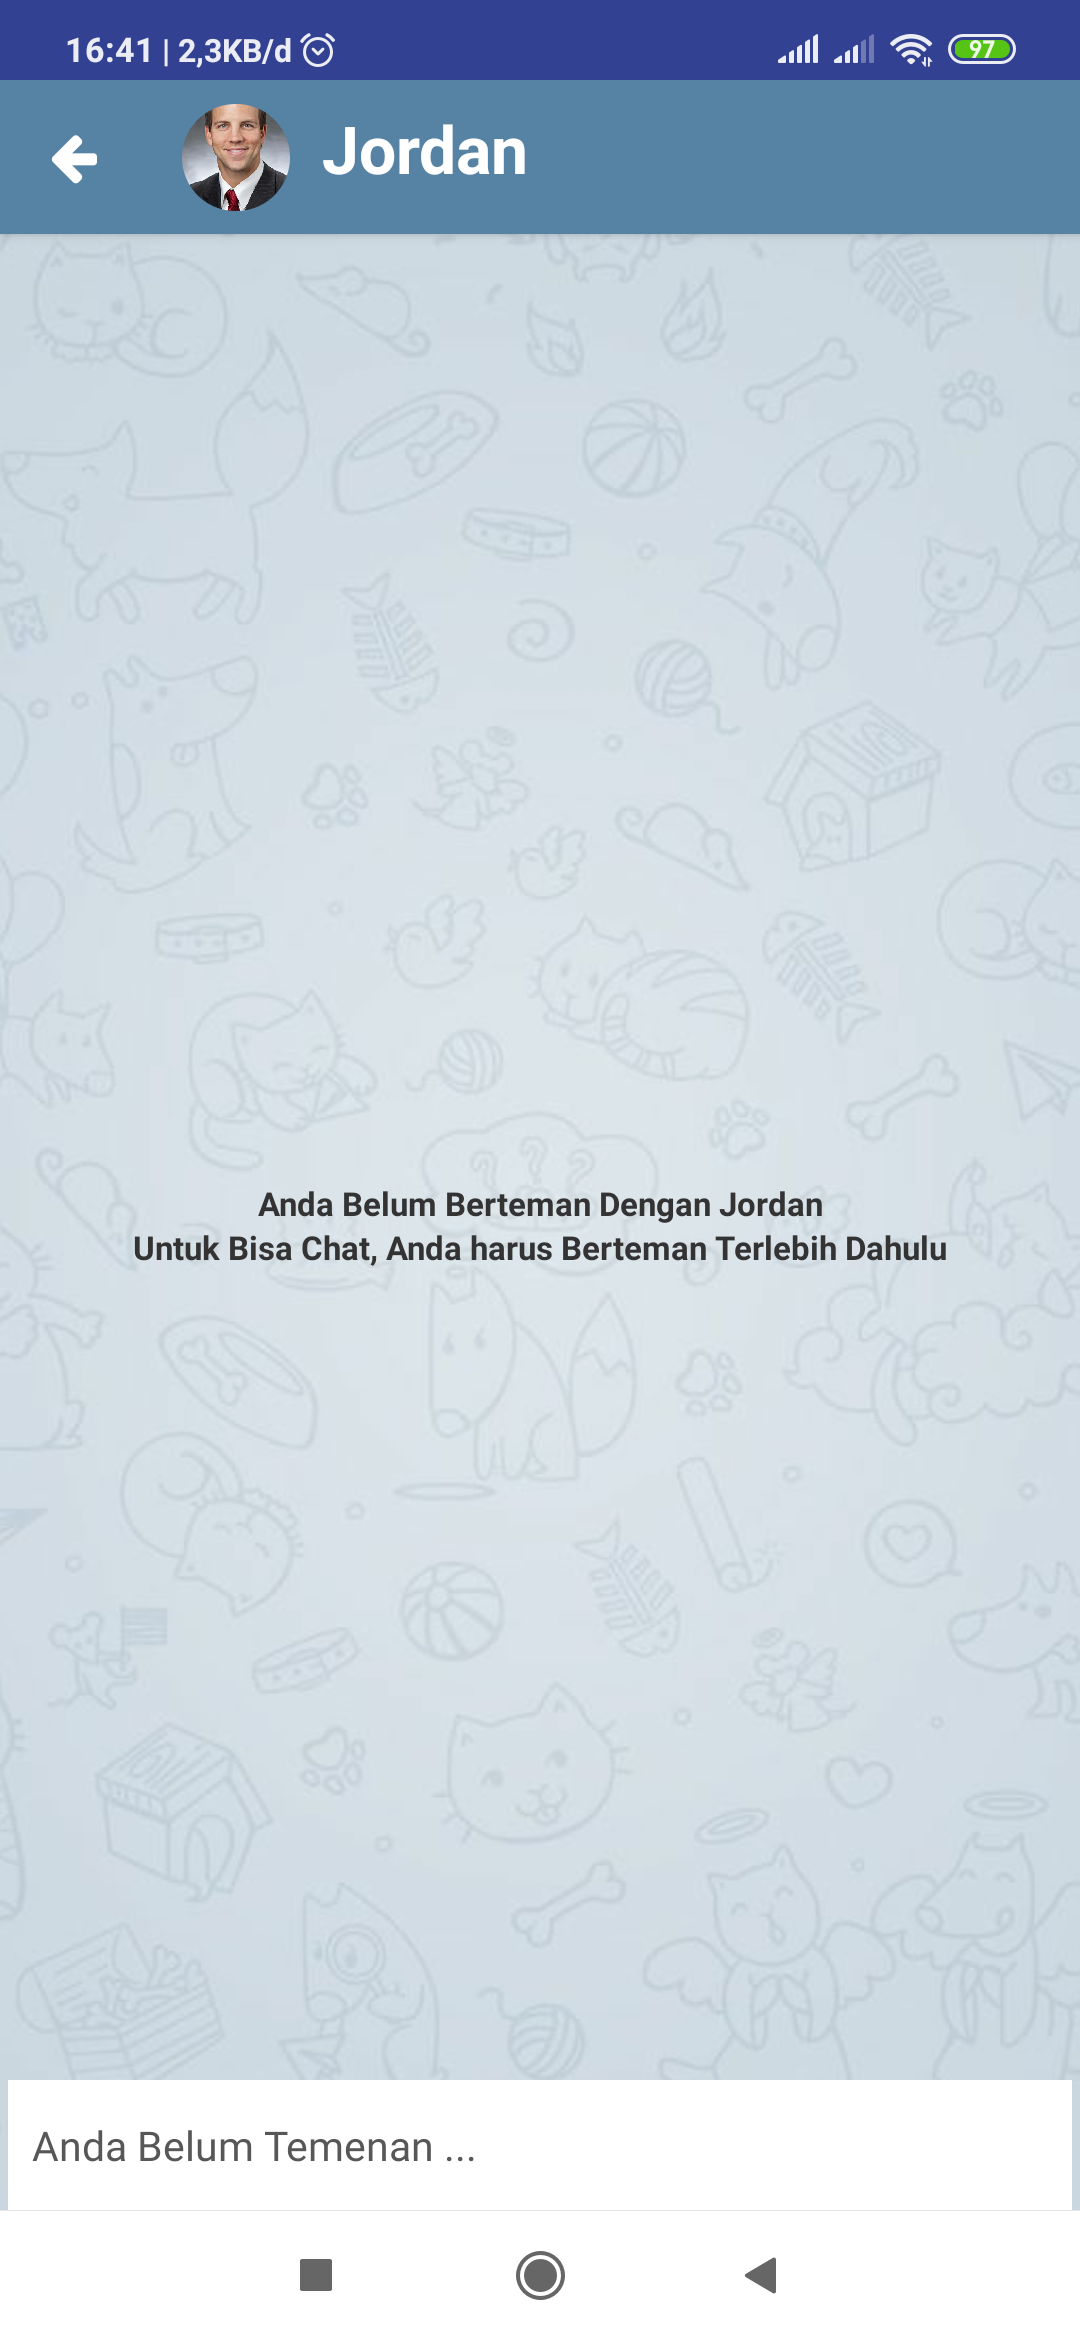 16:41 | 2,3KB/d
97
Jordan
Anda Belum Berteman Dengan Jordan
Untuk Bisa Chat, Anda harus Berteman Terlebih Dahulu
Anda Belum Temenan ...